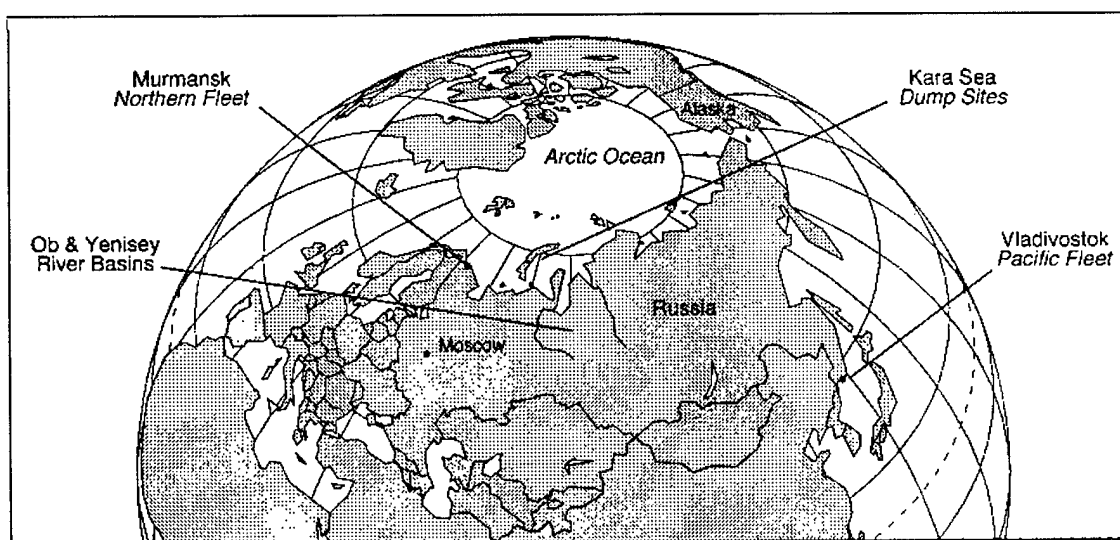 Murmansk
Northern Fleet
Kara Sea
Dump Sites
Alaska
Arctic Ocean
Ob & Yenisey
River Basins
Vladivostok
Pacific Fleet
Russia
Moscow